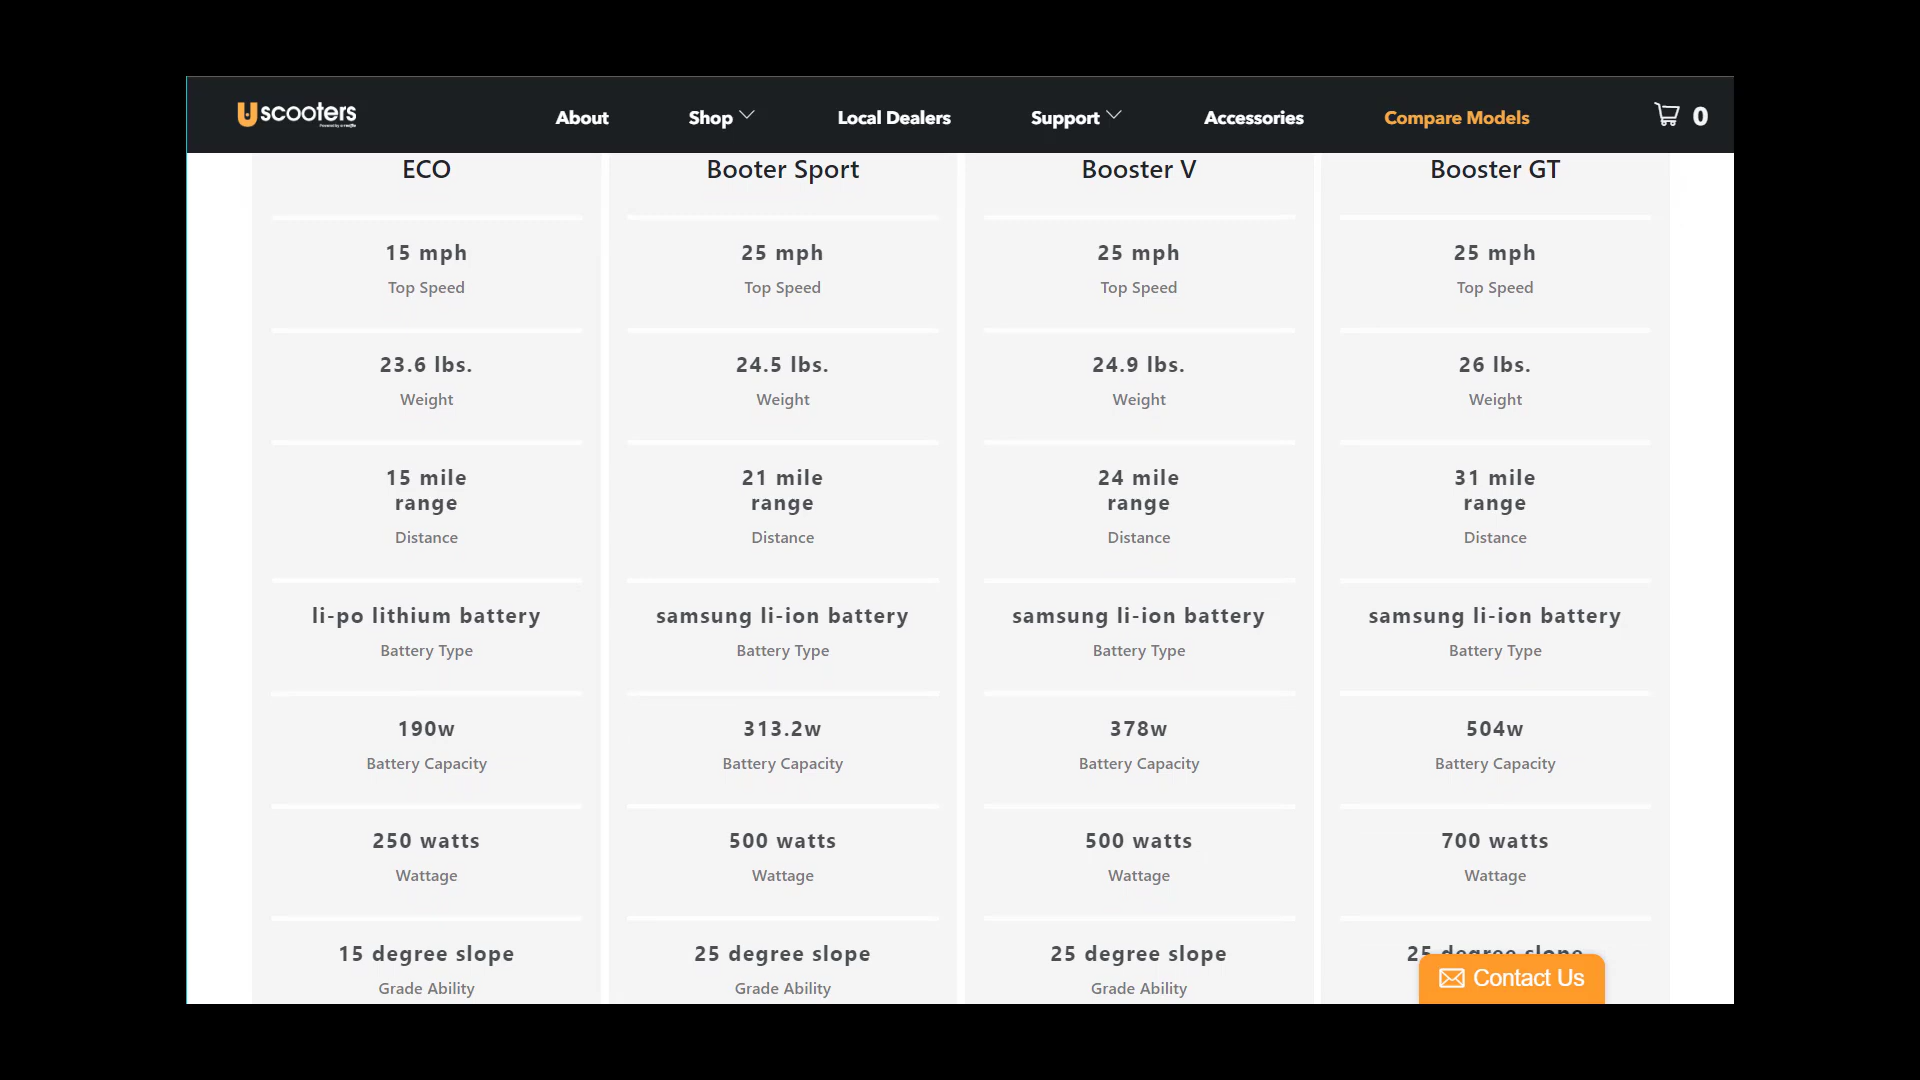 Uscooters
About
Shop
Local Dealers
Support
Accessories
Compare Models
0
ECO
Booter Sport
Booster V
Booster GT
15 mph
25 mph
25 mph
25 mph
Top Speed
Top Speed
Top Speed
Top Speed
23.6 lbs.
24.5 lbs.
24.9 lbs.
26 lbs.
Weight
Weight
Weight
Weight
15 mile
range
21 mile
range
24 mile
range
31 mile
range
Distance
Distance
Distance
Distance
li-po lithium battery
samsung li-ion battery
samsung li-ion battery
samsung li-ion battery
Battery Type
Battery Type
Battery Type
Battery Type
190w
313.2w
378w
504w
Battery Capacity
Battery Capacity
Battery Capacity
Battery Capacity
250 watts
500 watts
500 watts
700 watts
Wattage
Wattage
Wattage
Wattage
15 degree slope
25 degree slope
25 degree slope
25 degree slope
Grade Ability
Grade Ability
Grade Ability
Contact Us